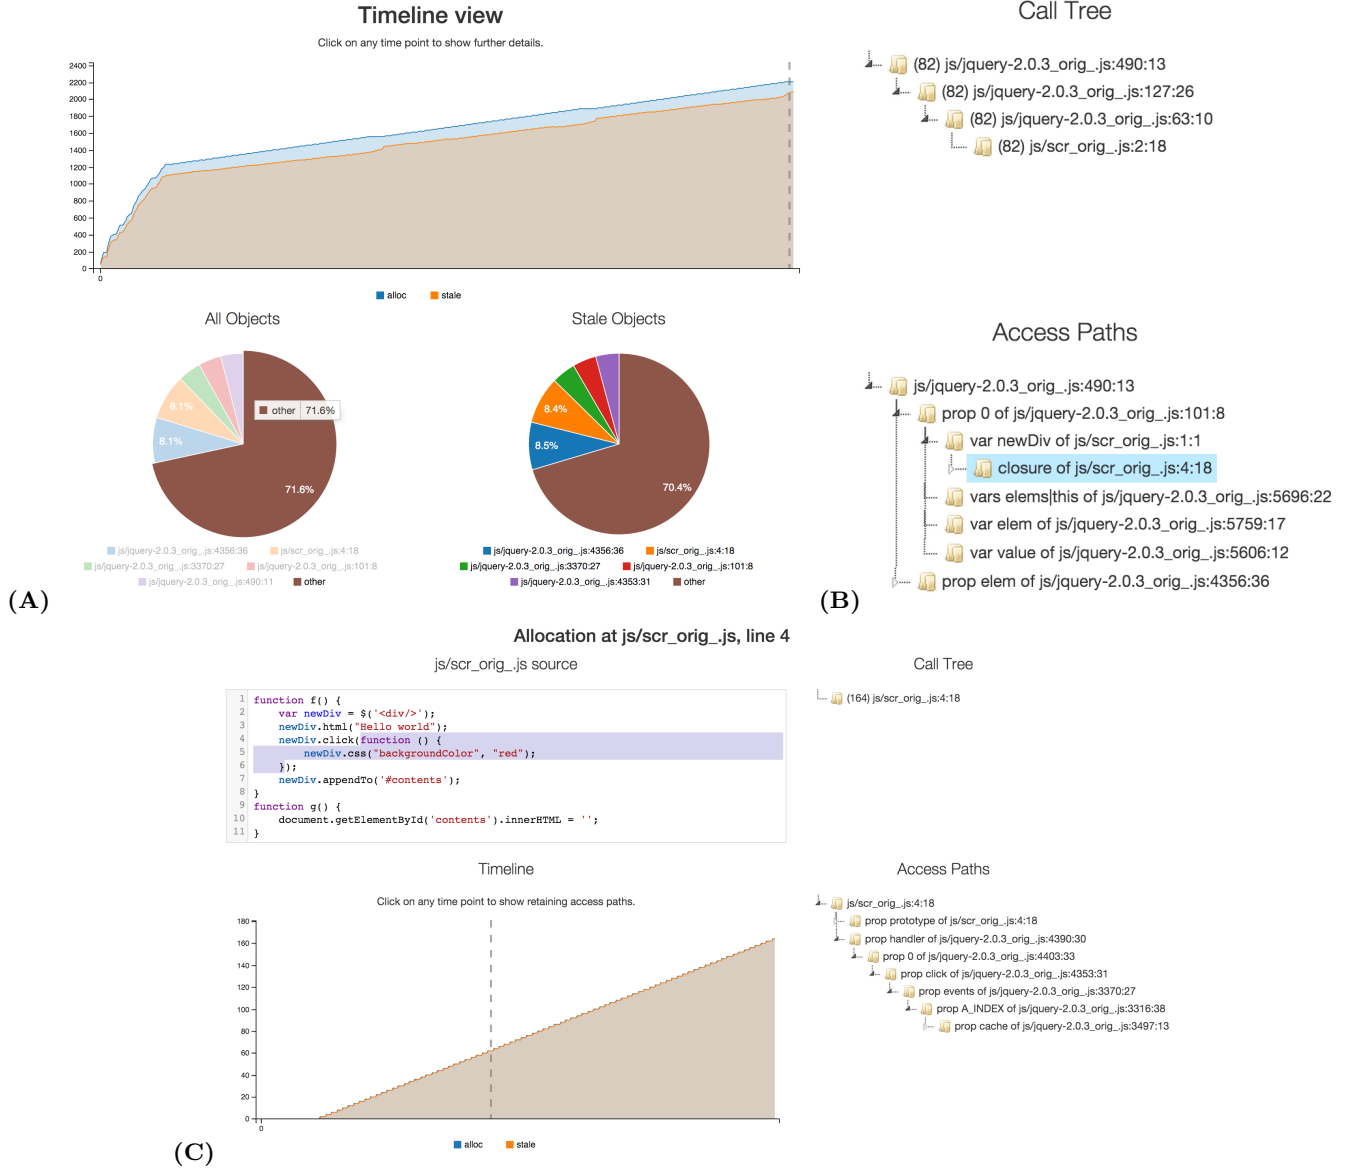 Timeline view
Click on any time point to show further details.
2400
2200
2000
1800
1600
1400
1200
1000
800
600
400
200
0
0
alloc stale
All Objects
8.1%
8.1%
other 71.6%
71.6%
js/jquery-2.0.3_orig_.js:4356:36 js/scr_orig_.js:4:18
js/jquery-2.0.3_orig_.js:3370:27 js/jquery-2.0.3_orig_.js:101:8
js/jquery-2.0.3_orig_.js:490:11 other
Stale Objects
8.4%
8.5%
70.4%
js/jquery-2.0.3_orig_.js:4356:36 js/scr_orig_.js:4:18
js/jquery-2.0.3_orig_.js:3370:27 js/jquery-2.0.3_orig_.js:101:8
js/jquery-2.0.3_orig_.js:4353:31 other
(A)
Call Tree
(82) js/jquery-2.0.3_orig_.js:490:13
(82) js/jquery-2.0.3_orig_.js:127:26
(82) js/jquery-2.0.3_orig_.js:63:10
(82) js/scr_orig_.js:2:18
Access Paths
js/jquery-2.0.3_orig_.js:490:13
prop 0 of js/jquery-2.0.3_orig_.js:101:8
var newDiv of js/scr_orig_.js:1:1
closure of js/scr_orig_.js:4:18
vars elems|this of js/jquery-2.0.3_orig_.js:5696:22
var elem of js/jquery-2.0.3_orig_.js:5759:17
var value of js/jquery-2.0.3_orig_.js:5606:12
prop elem of js/jquery-2.0.3_orig_.js:4356:36
(B)
Allocation at js/scr_orig_.js, line 4
js/scr_orig_.js source
1 function f() {
2 var newDiv = $('<div/>');
3 newDiv.html("Hello world");
4 newDiv.click(function () {
5 newDiv.css("backgroundColor", "red");
6 });
7 newDiv.appendTo('#contents');
8 }
9 function g() {
10 document.getElementById('contents').innerHTML = '';
11 }
Call Tree
(164) js/scr_orig_.js:4:18
Timeline
Click on any time point to show retaining access paths.
180
160
140
120
100
80
60
40
20
0
0
alloc stale
Access Paths
js/scr_orig_.js:4:18
prop prototype of js/scr_orig_.js:4:18
prop handler of js/jquery-2.0.3_orig_.js:4390:30
prop 0 of js/jquery-2.0.3_orig_.js:4403:33
prop click of js/jquery-2.0.3_orig_.js:4353:31
prop events of js/jquery-2.0.3_orig_.js:3370:27
prop A_INDEX of js/jquery-2.0.3_orig_.js:3316:38
prop cache of js/jquery-2.0.3_orig_.js:3497:13
(C)